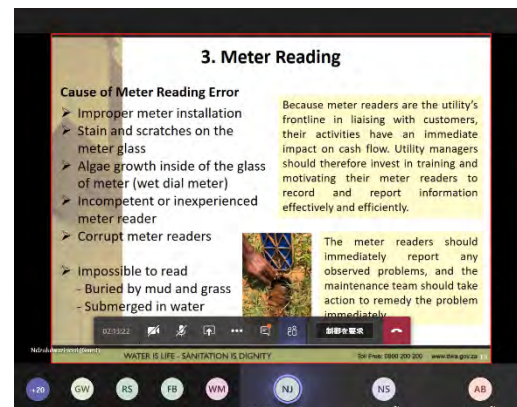 3. Meter Reading
Cause of Meter Reading Error
➢ Improper meter installation
➢ Stain and scratches on the
meter glass
➢ Algae growth inside of the glass
of meter (wet dial meter)
➢ Incompetent or inexperienced
meter reader
➢ Corrupt meter readers
➢ Impossible to read
- Buried by mud and grass
- Submerged in water
Because meter readers are the utility's
frontline in liaising with customers,
their activities have an immediate
impact on cash flow. Utility managers
should therefore invest in training and
motivating their meter readers to
record and report information
effectively and efficiently.
The meter readers should
immediately report any
observed problems, and the
maintenance team should take
action to remedy the problem
immediately.
02:13:22
制御を要求
WATER IS LIFE - SANITATION IS DIGNITY
Toll Free: 0800 200 200
+20
GW
RS
FB
WM
NJ
NS
AB